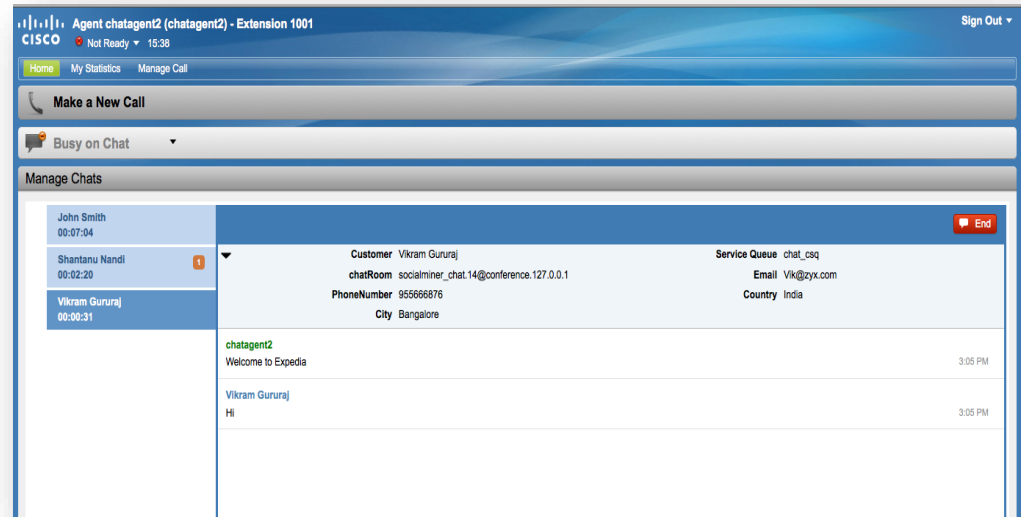 CISCO
Agent chatagent2 (chatagent2) - Extension 1001
Sign Out
Not Ready 15:38
Home My Statistics Manage Call
Make a New Call
Busy on Chat
Manage Chats
John Smith
00:07:04
Shantanu Nandi 1
00:02:20
Vikram Gururaj
00:00:31
End
Customer Vikram Gururaj Service Queue chat_csq
chatRoom socialminer_chat.14@conference.127.0.0.1 Email Vik@zyx.com
PhoneNumber 955666876 Country India
City Bangalore
chatagent2
Welcome to Expedia 3:05 PM
Vikram Gururaj
Hi 3:05 PM